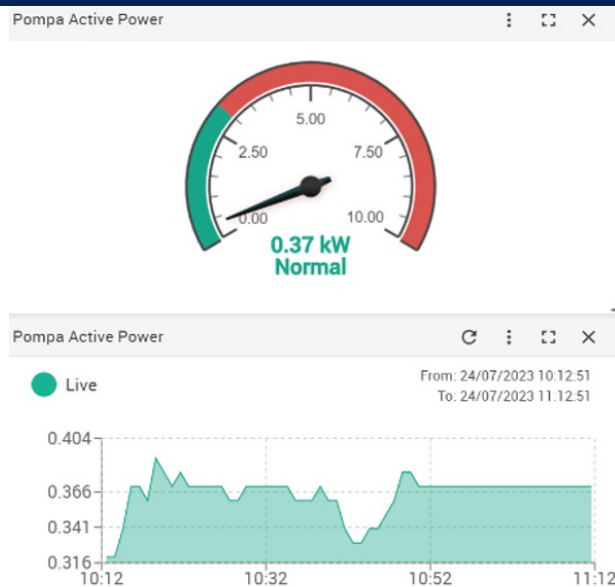 Pompa Active Power
5.00
2.50
7.50
0.00
10.00
0.37 kW
Normal
Pompa Active Power
Live
From: 24/07/2023 10:12:51
To: 24/07/2023 11:12:51
0.404
0.366
0.341
0.316
10:12
10:32
10:52
11:12